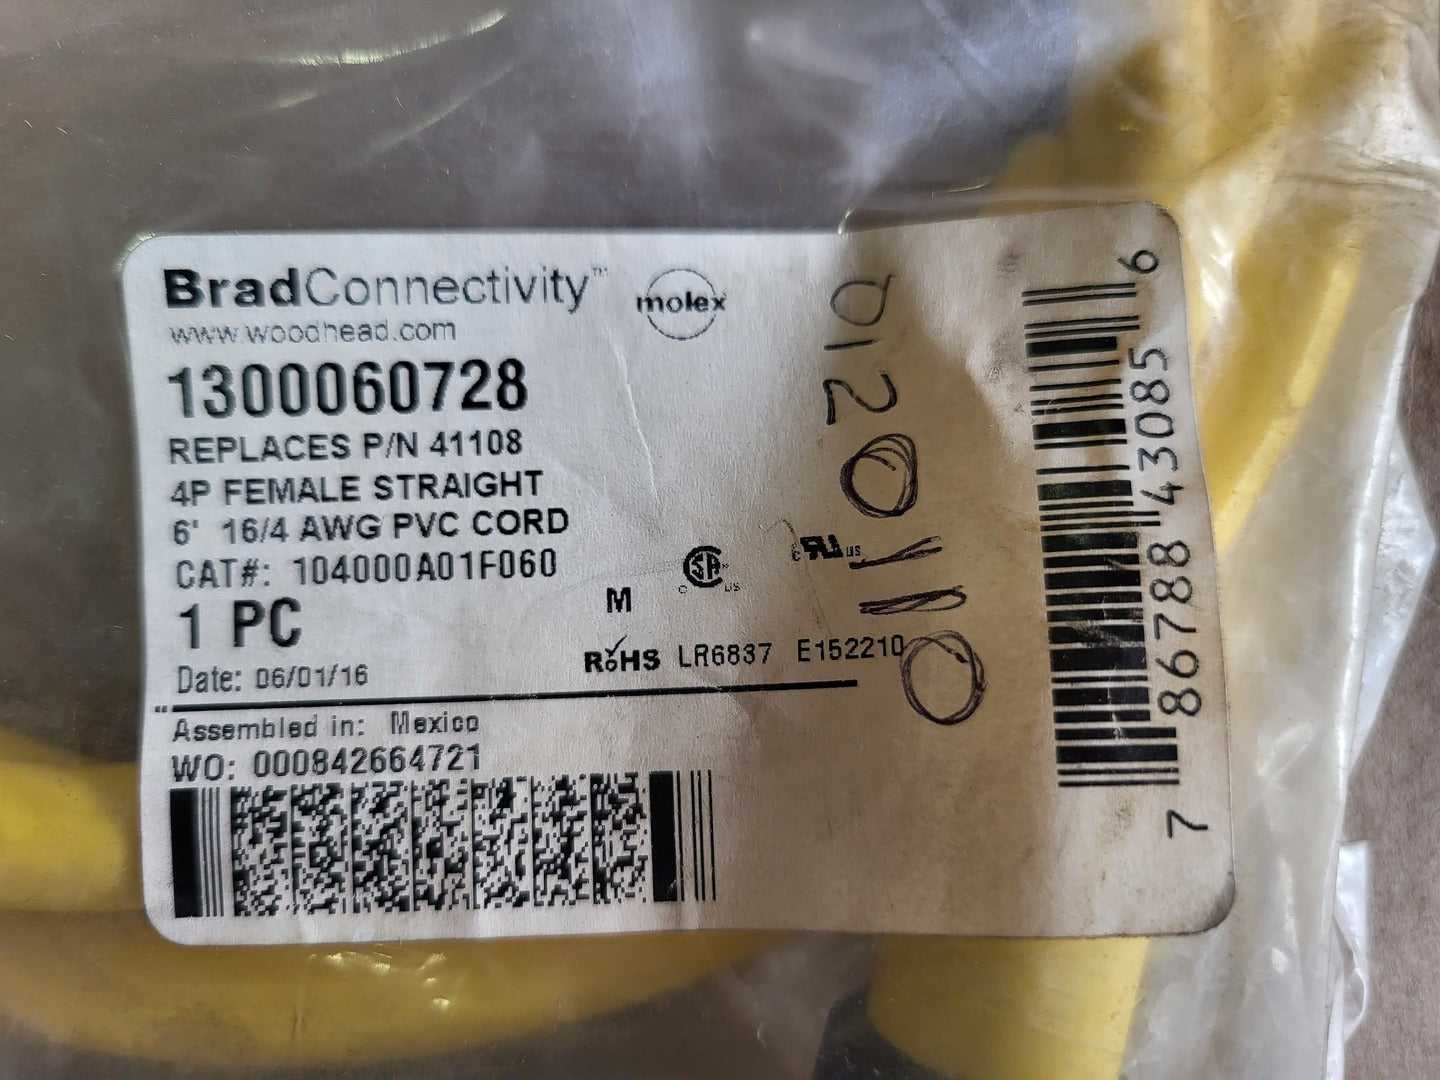 BradConnectivity™
molex
www.woodhead.com
1300060728
REPLACES P/N 41108
4P FEMALE STRAIGHT
6' 16/4 AWG PVC CORD
CAT#: 104000A01F060
1 PC
M
Date: 06/01/16
RoHS LR6837 E152210
Assembled in: Mexico
WO: 000842664721
0120110
7 86788 43085 6